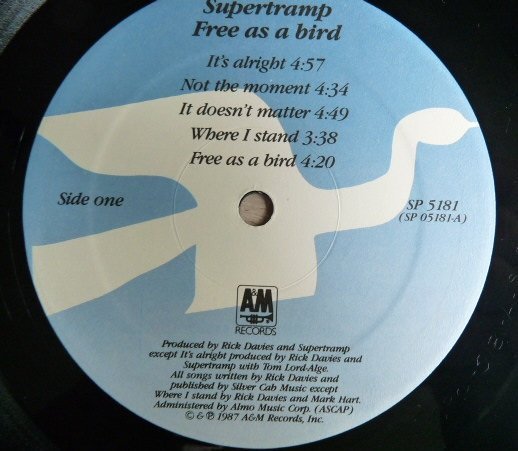 Supertramp
Free as a bird
It's alright 4:57
Not the moment 4:34
It doesn't matter 4:49
Where I stand 3:38
Free as a bird 4:20
Side one
SP 5181
(SP 05181-A)
A&M
RECORDS
Produced by Rick Davies and Supertramp
except It's alright produced by Rick Davies and
Supertramp with Tom Lord-Alge.
All songs written by Rick Davies and
published by Silver Cab Music except
Where I stand by Rick Davies and Mark Hart.
Administered by Almo Music Corp. (ASCAP)
© & ℗ 1987 A&M Records, Inc.